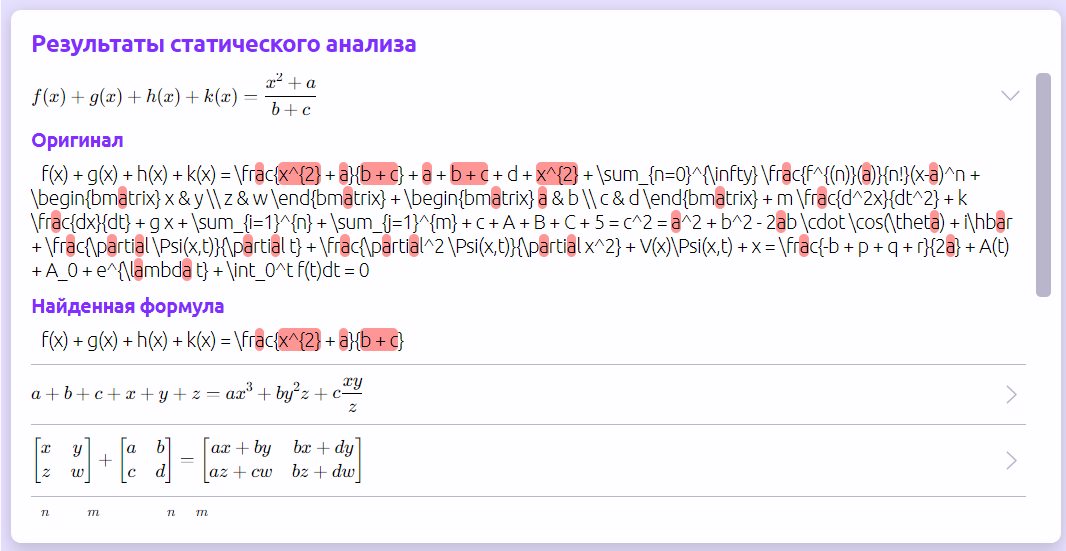 Результаты статического анализа
f(x) + g(x) + h(x) + k(x) = \frac{x^2 + a}{b + c}
Оригинал
f(x) + g(x) + h(x) + k(x) = \frac{x^{2} + a}{b + c} + a + b + c + d + x^{2} + \sum_{n=0}^{\infty} \frac{f^{(n)}(a)}{n!}(x-a)^n +
\begin{bmatrix} x & y \\ z & w \end{bmatrix} + \begin{bmatrix} a & b \\ c & d \end{bmatrix} + m \frac{d^2x}{dt^2} + k
\frac{dx}{dt} + g x + \sum_{i=1}^{n} + \sum_{j=1}^{m} + c + A + B + C + 5 = c^2 = a^2 + b^2 - 2ab \cdot \cos(\theta) + i\hbar
+ \frac{\partial \Psi(x,t)}{\partial t} + \frac{\partial^2 \Psi(x,t)}{\partial x^2} + V(x)\Psi(x,t) + x = \frac{-b + p + q + r}{2a} + A(t)
+ A_0 + e^{\lambda t} + \int_0^t f(t)dt = 0
Найденная формула
f(x) + g(x) + h(x) + k(x) = \frac{x^{2} + a}{b + c}
a + b + c + x + y + z = ax^3 + by^2z + c\frac{xy}{z}
\begin{bmatrix} x & y \\ z & w \end{bmatrix} + \begin{bmatrix} a & b \\ c & d \end{bmatrix} = \begin{bmatrix} ax + by & bx + dy \\ az + cw & bz + dw \end{bmatrix}
n m n m